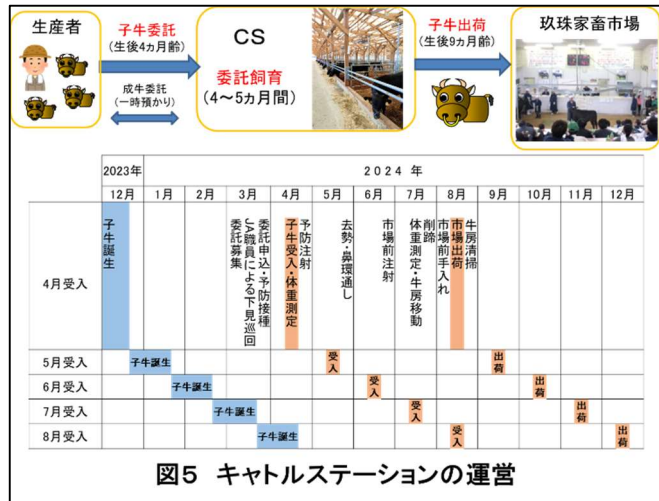 生産者
子牛委託
(生後4ヵ月齢)
成牛委託
(一時預かり)
CS
委託飼育
(4～5ヵ月間)
子牛出荷
(生後9ヵ月齢)
玖珠家畜市場
2023年 2024年
12月 1月 2月 3月 4月 5月 6月 7月 8月 9月 10月 11月 12月
4月受入
子牛誕生
委託募集
JA職員による下見巡回
委託申込・予防接種
子牛受入・体重測定
予防注射
去勢・鼻環通し
市場前注射
体重測定・牛房移動
削蹄
市場前手入れ
市場出荷
牛房清掃
5月受入 子牛誕生 受入 出荷
6月受入 子牛誕生 受入 出荷
7月受入 子牛誕生 受入 出荷
8月受入 子牛誕生 受入 出荷
図5 キャトルステーションの運営